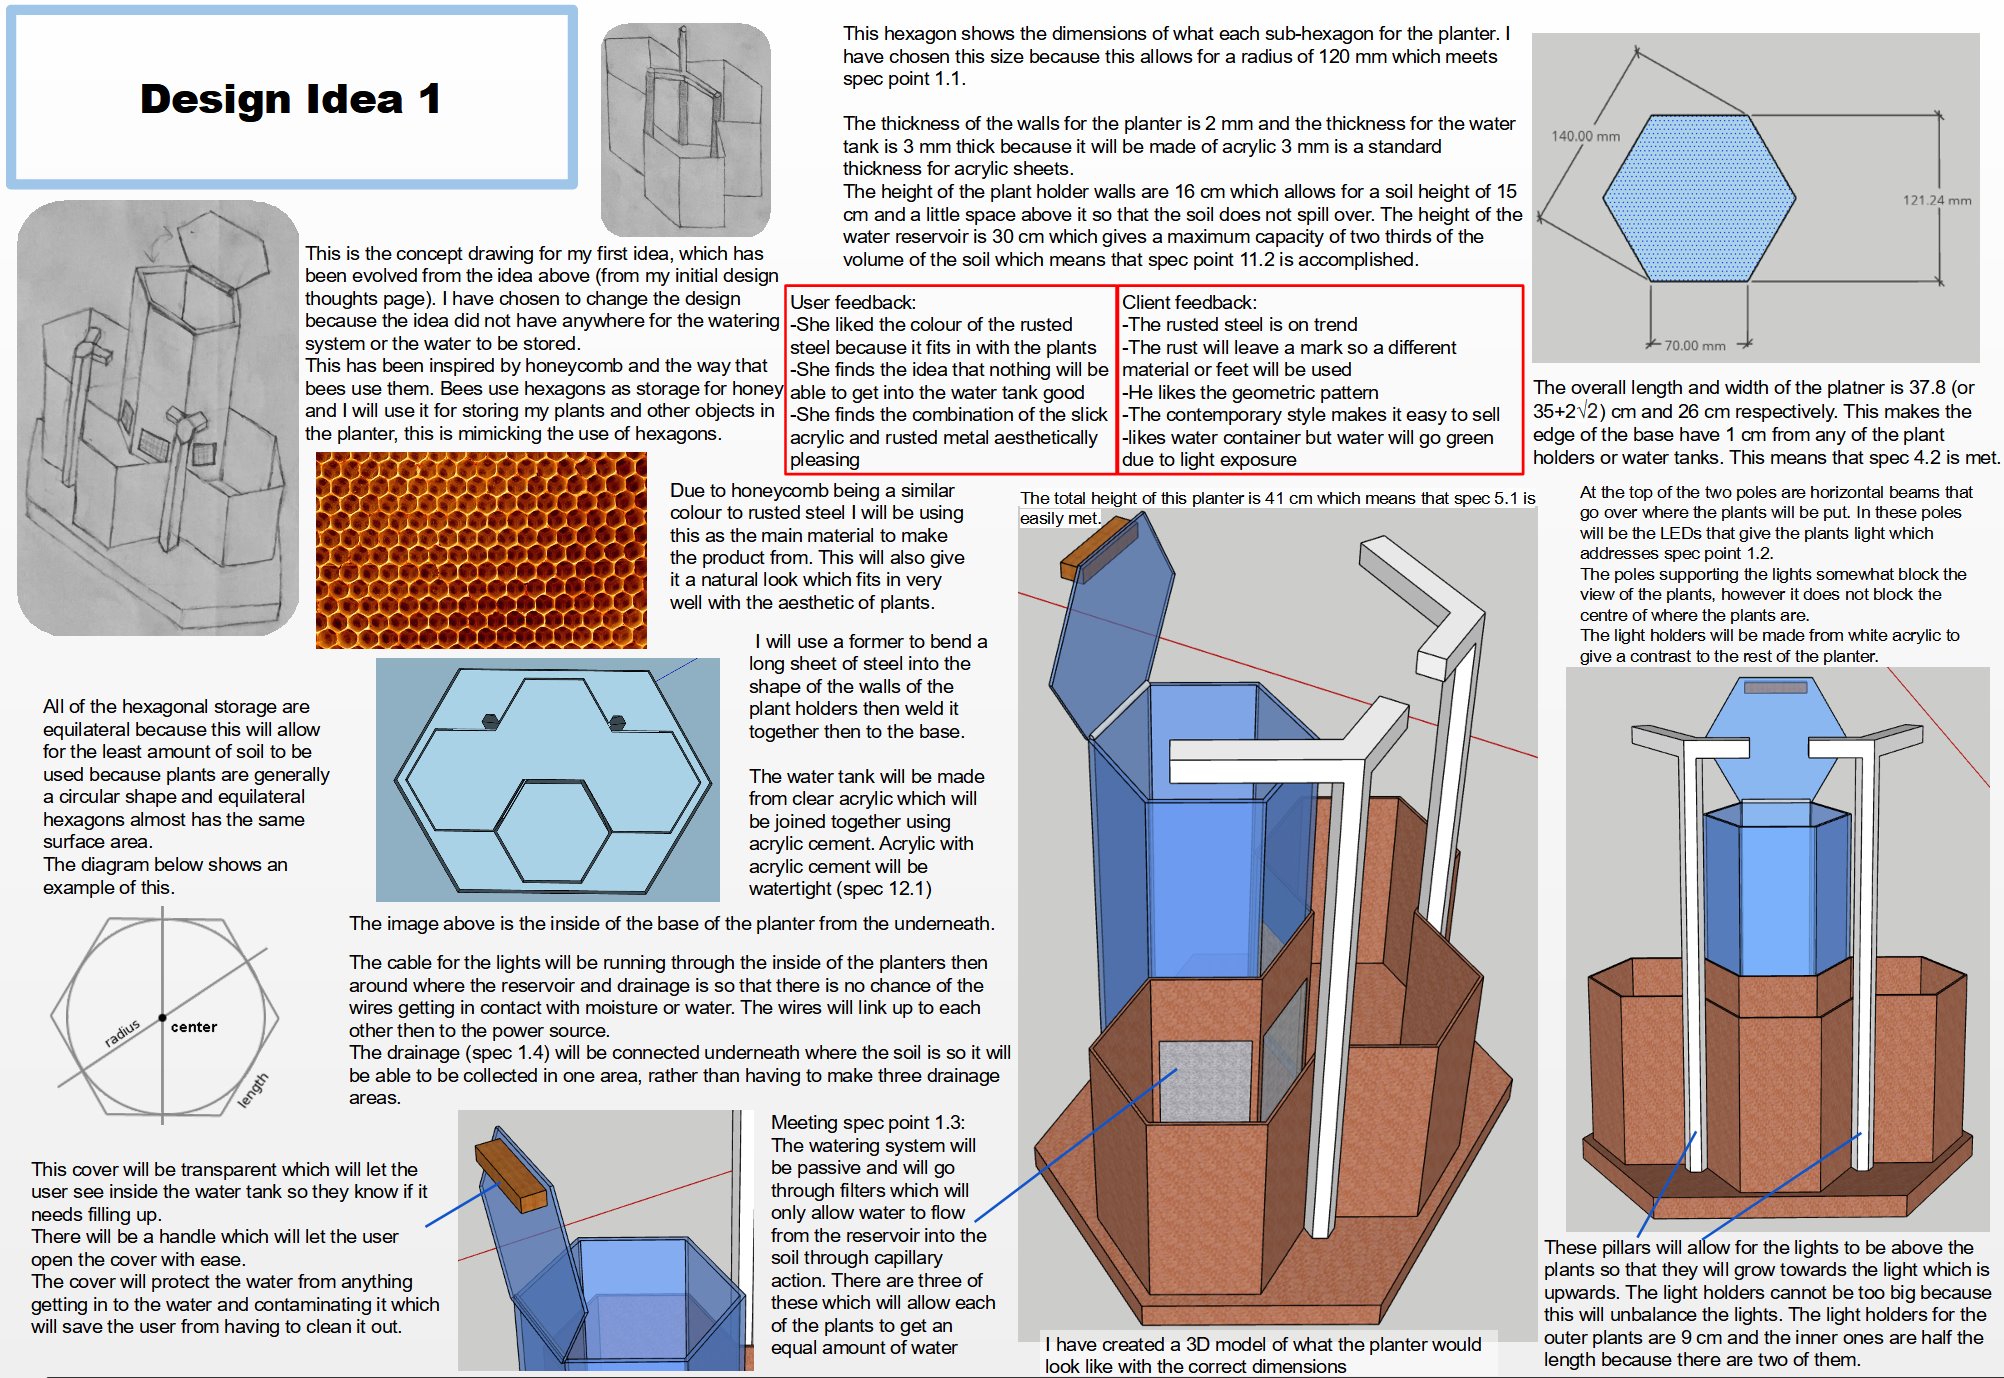 Design Idea 1
This hexagon shows the dimensions of what each sub-hexagon for the planter. I
have chosen this size because this allows for a radius of 120 mm which meets
spec point 1.1.
The thickness of the walls for the planter is 2 mm and the thickness for the water
tank is 3 mm thick because it will be made of acrylic 3 mm is a standard
thickness for acrylic sheets.
The height of the plant holder walls are 16 cm which allows for a soil height of 15
cm and a little space above it so that the soil does not spill over. The height of the
water reservoir is 30 cm which gives a maximum capacity of two thirds of the
volume of the soil which means that spec point 11.2 is accomplished.
140.00 mm
121.24 mm
70.00 mm
This is the concept drawing for my first idea, which has
been evolved from the idea above (from my initial design
thoughts page). I have chosen to change the design
because the idea did not have anywhere for the watering
system or the water to be stored.
This has been inspired by honeycomb and the way that
bees use them. Bees use hexagons as storage for honey
and I will use it for storing my plants and other objects in
the planter, this is mimicking the use of hexagons.
User feedback:
-She liked the colour of the rusted
steel because it fits in with the plants
-She finds the idea that nothing will be
able to get into the water tank good
-She finds the combination of the slick
acrylic and rusted metal aesthetically
pleasing
Client feedback:
-The rusted steel is on trend
-The rust will leave a mark so a different
material or feet will be used
-He likes the geometric pattern
-The contemporary style makes it easy to sell
-likes water container but water will go green
due to light exposure
The overall length and width of the platner is 37.8 (or
35+2√2) cm and 26 cm respectively. This makes the
edge of the base have 1 cm from any of the plant
holders or water tanks. This means that spec 4.2 is met.
Due to honeycomb being a similar
colour to rusted steel I will be using
this as the main material to make
the product from. This will also give
it a natural look which fits in very
well with the aesthetic of plants.
The total height of this planter is 41 cm which means that spec 5.1 is
easily met.
At the top of the two poles are horizontal beams that
go over where the plants will be put. In these poles
will be the LEDs that give the plants light which
addresses spec point 1.2.
The poles supporting the lights somewhat block the
view of the plants, however it does not block the
centre of where the plants are.
The light holders will be made from white acrylic to
give a contrast to the rest of the planter.
I will use a former to bend a
long sheet of steel into the
shape of the walls of the
plant holders then weld it
together then to the base.
The water tank will be made
from clear acrylic which will
be joined together using
acrylic cement. Acrylic with
acrylic cement will be
watertight (spec 12.1)
All of the hexagonal storage are
equilateral because this will allow
for the least amount of soil to be
used because plants are generally
a circular shape and equilateral
hexagons almost has the same
surface area.
The diagram below shows an
example of this.
radius
center
length
The image above is the inside of the base of the planter from the underneath.
The cable for the lights will be running through the inside of the planters then
around where the reservoir and drainage is so that there is no chance of the
wires getting in contact with moisture or water. The wires will link up to each
other then to the power source.
The drainage (spec 1.4) will be connected underneath where the soil is so it will
be able to be collected in one area, rather than having to make three drainage
areas.
This cover will be transparent which will let the
user see inside the water tank so they know if it
needs filling up.
There will be a handle which will let the user
open the cover with ease.
The cover will protect the water from anything
getting in to the water and contaminating it which
will save the user from having to clean it out.
Meeting spec point 1.3:
The watering system will
be passive and will go
through filters which will
only allow water to flow
from the reservoir into the
soil through capillary
action. There are three of
these which will allow each
of the plants to get an
equal amount of water
I have created a 3D model of what the planter would
look like with the correct dimensions
These pillars will allow for the lights to be above the
plants so that they will grow towards the light which is
upwards. The light holders cannot be too big because
this will unbalance the lights. The light holders for the
outer plants are 9 cm and the inner ones are half the
length because there are two of them.